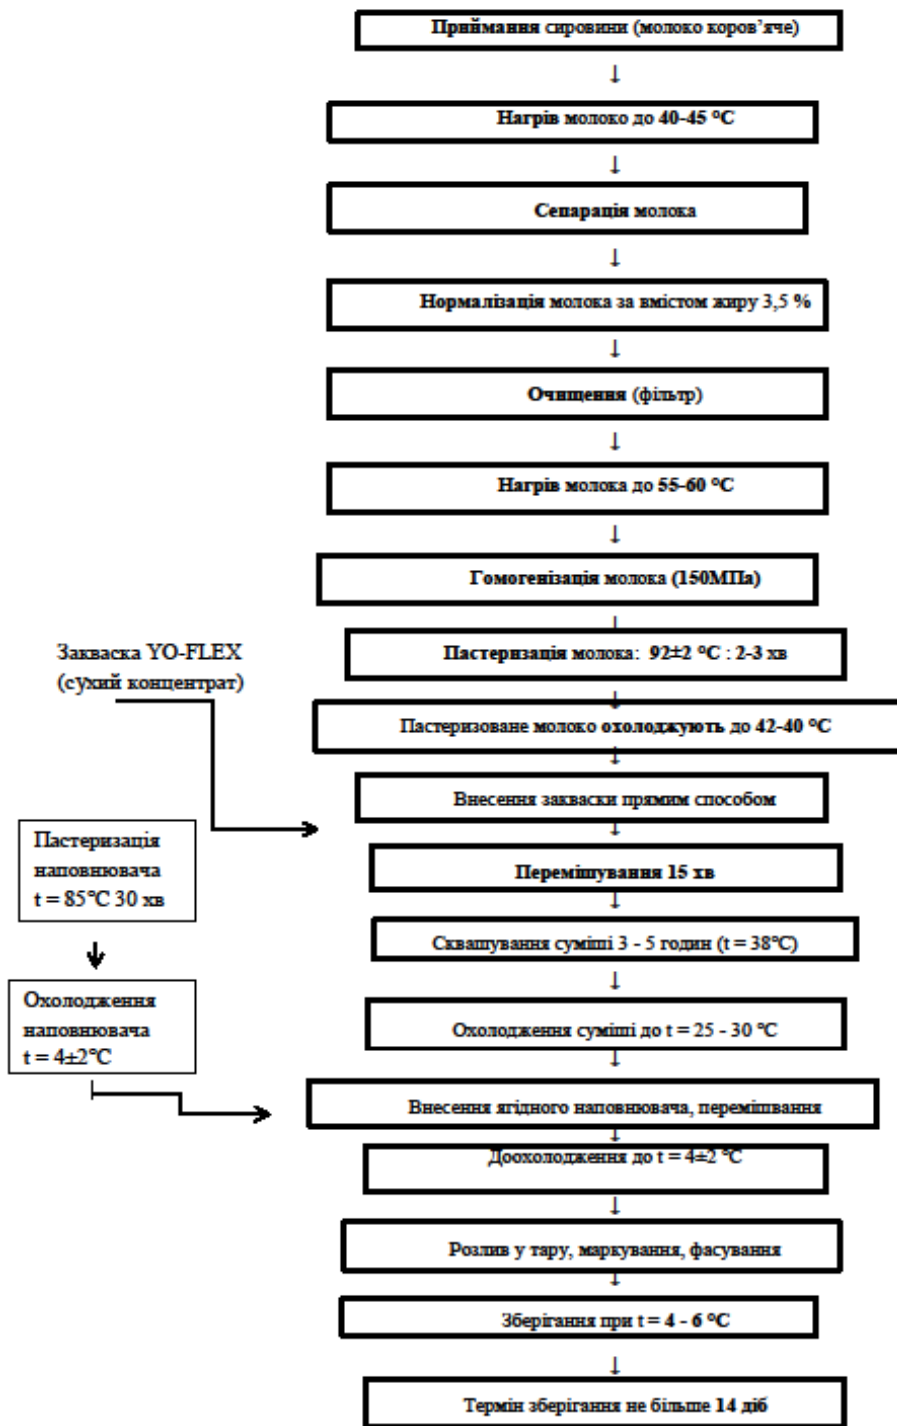 Приймання сировини (молоко коров’яче)
↓
Нагрів молоко до 40-45 °С
↓
Сепарація молока
↓
Нормалізація молока за вмістом жиру 3,5 %
↓
Очищення (фільтр)
↓
Нагрів молока до 55-60 °С
↓
Гомогенізація молока (150МПа)
↓
Закваска YO-FLEX
(сухий концентрат)
Пастеризація молока: 92±2 °С : 2-3 хв
↓
Пастеризоване молоко охолоджують до 42-40 °С
↓
Внесення закваски прямим способом
↓
Пастеризація
наповнювача
t = 85°С 30 хв
Перемішування 15 хв
↓
Сквашування суміші 3 - 5 годин (t = 38°С)
↓
Охолодження
наповнювача
t = 4±2°С
Охолодження суміші до t = 25 - 30 °С
↓
Внесення ягідного наповнювача, перемішвання
↓
Доохолодження до t = 4±2 °С
↓
Розлив у тару, маркування, фасування
↓
Зберігання при t = 4 - 6 °С
↓
Термін зберігання не більше 14 діб